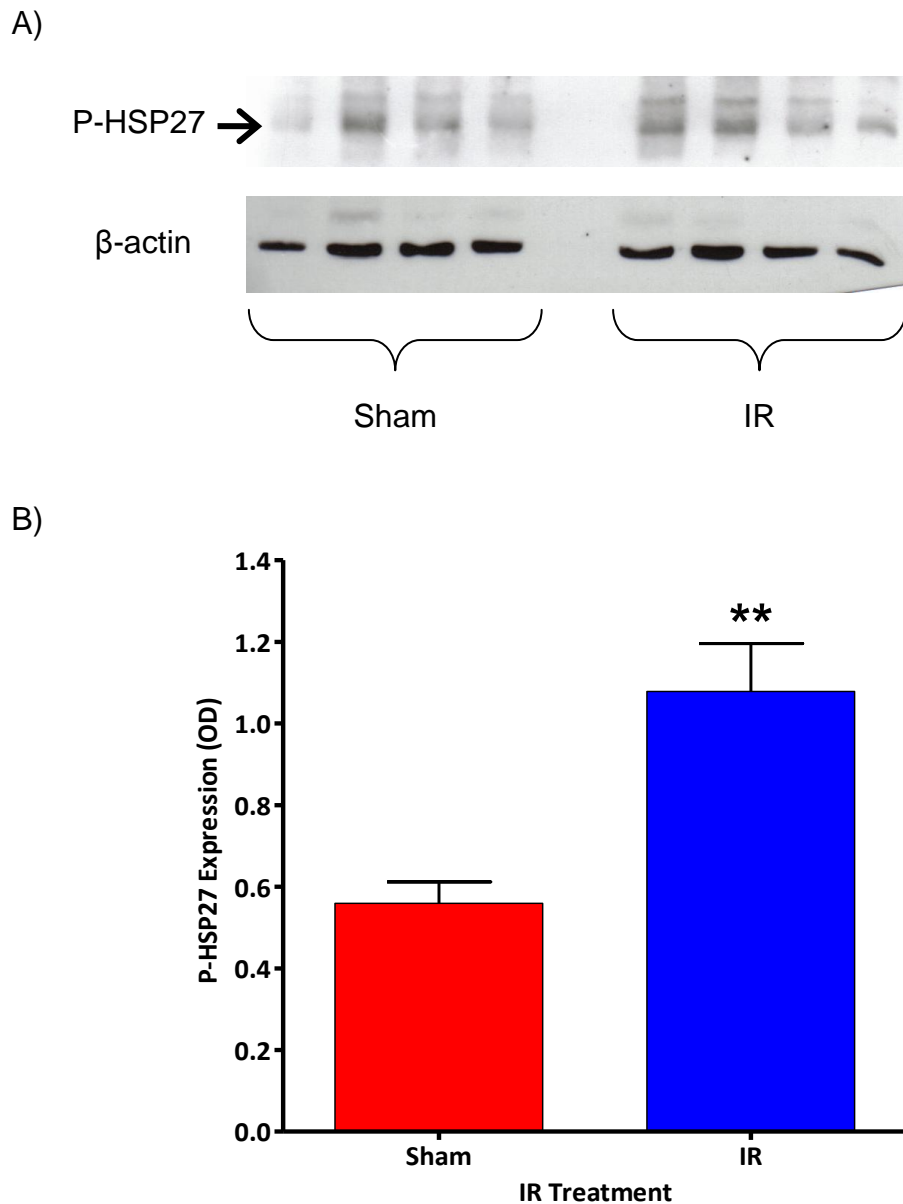 A)
P-HSP27
β-actin
Sham IR
B)
P-HSP27 Expression (OD)
1.4
1.2
1.0
0.8
0.6
0.4
0.2
0.0
**
Sham IR
IR Treatment